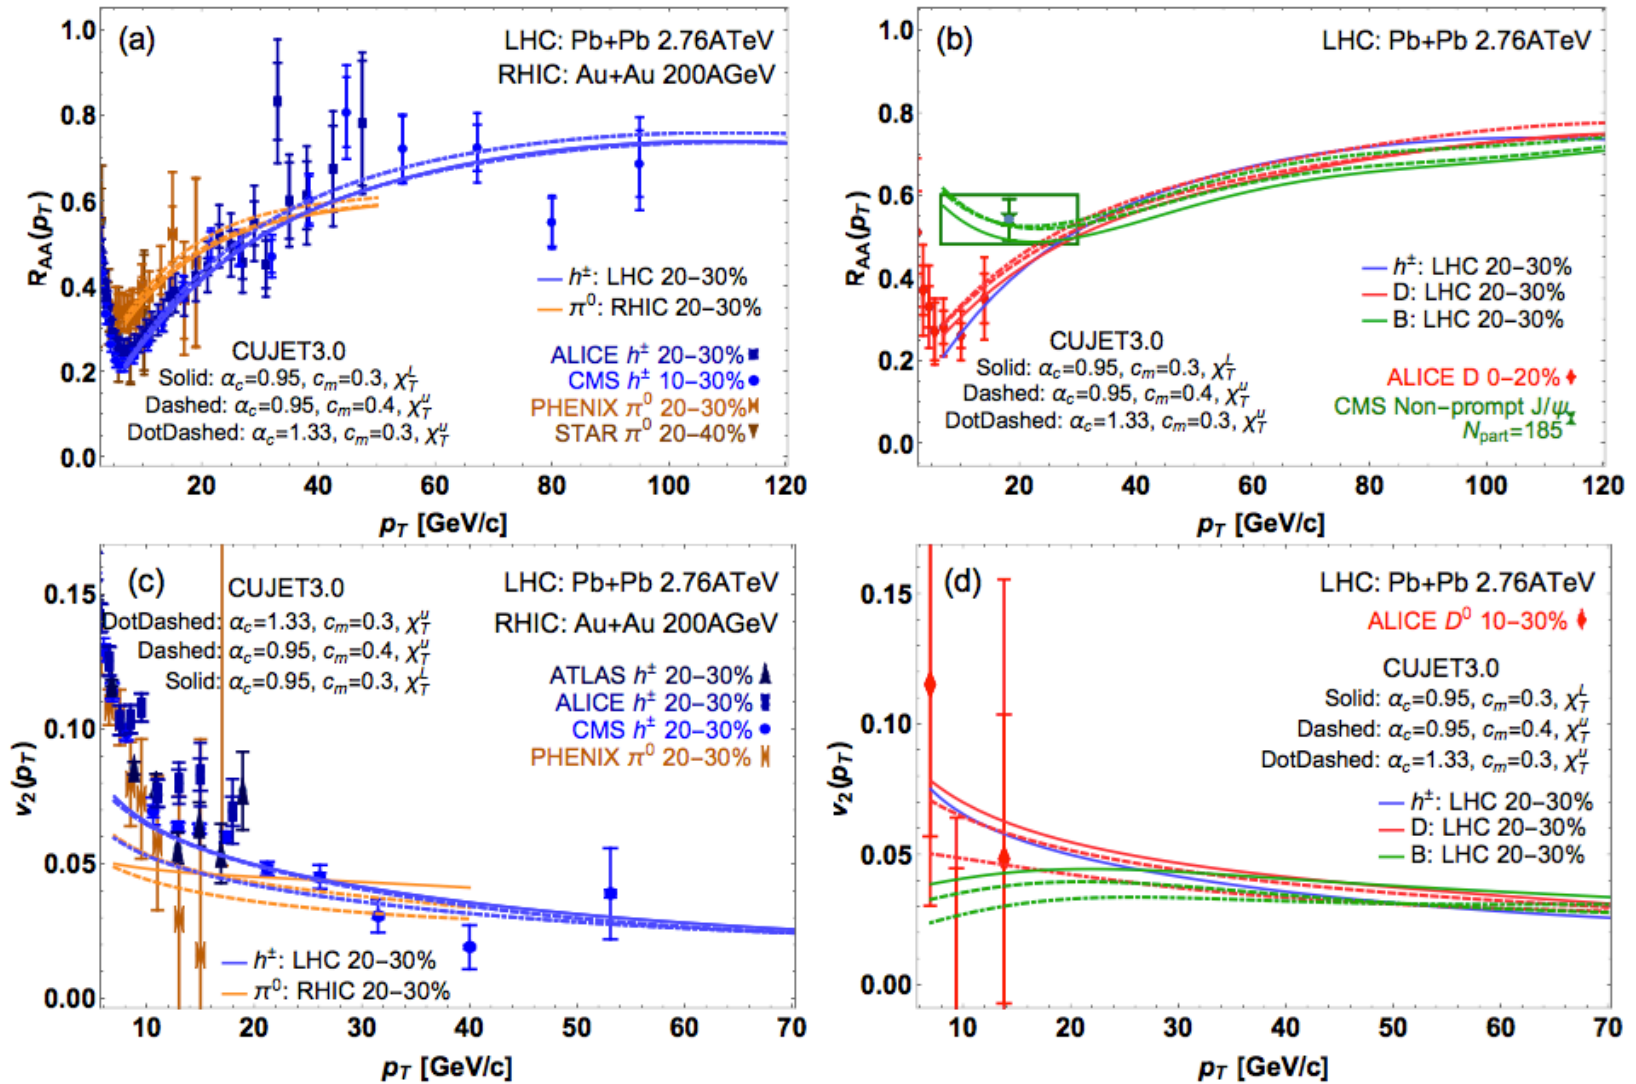 (a)
LHC: Pb+Pb 2.76ATeV
RHIC: Au+Au 200AGeV
1.0
0.8
0.6
0.4
0.2
0.0
R_AA(p_T)
h±: LHC 20−30%
π⁰: RHIC 20−30%
CUJET3.0
Solid: α_c=0.95, c_m=0.3, χ_T^L
Dashed: α_c=0.95, c_m=0.4, χ_T^u
DotDashed: α_c=1.33, c_m=0.3, χ_T^u
ALICE h± 20−30%
CMS h± 10−30%
PHENIX π⁰ 20−30%
STAR π⁰ 20−40%
20 40 60 80 100 120
p_T [GeV/c]
(b)
LHC: Pb+Pb 2.76ATeV
1.0
0.8
0.6
0.4
0.2
0.0
R_AA(p_T)
h±: LHC 20−30%
D: LHC 20−30%
B: LHC 20−30%
CUJET3.0
Solid: α_c=0.95, c_m=0.3, χ_T^L
Dashed: α_c=0.95, c_m=0.4, χ_T^u
DotDashed: α_c=1.33, c_m=0.3, χ_T^u
ALICE D 0−20%
CMS Non−prompt J/ψ
N_part=185
20 40 60 80 100 120
p_T [GeV/c]
(c)
CUJET3.0
DotDashed: α_c=1.33, c_m=0.3, χ_T^u
Dashed: α_c=0.95, c_m=0.4, χ_T^u
Solid: α_c=0.95, c_m=0.3, χ_T^L
LHC: Pb+Pb 2.76ATeV
RHIC: Au+Au 200AGeV
ATLAS h± 20−30%
ALICE h± 20−30%
CMS h± 20−30%
PHENIX π⁰ 20−30%
0.15
0.10
0.05
0.00
v_2(p_T)
h±: LHC 20−30%
π⁰: RHIC 20−30%
10 20 30 40 50 60 70
p_T [GeV/c]
(d)
LHC: Pb+Pb 2.76ATeV
ALICE D⁰ 10−30%
CUJET3.0
Solid: α_c=0.95, c_m=0.3, χ_T^L
Dashed: α_c=0.95, c_m=0.4, χ_T^u
DotDashed: α_c=1.33, c_m=0.3, χ_T^u
h±: LHC 20−30%
D: LHC 20−30%
B: LHC 20−30%
0.15
0.10
0.05
0.00
v_2(p_T)
10 20 30 40 50 60 70
p_T [GeV/c]